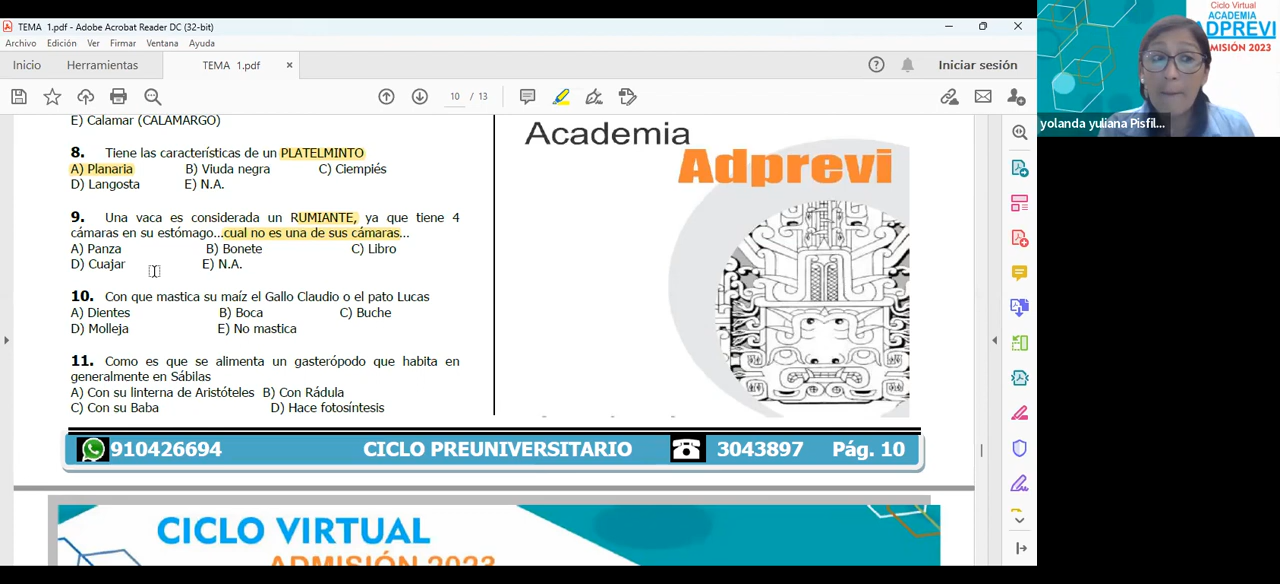 TEMA 1.pdf - Adobe Acrobat Reader DC (32-bit)
Archivo Edición Ver Firmar Ventana Ayuda
Inicio Herramientas TEMA 1.pdf × Iniciar sesión
10 / 13
E) Calamar (CALAMARGO)
8. Tiene las características de un PLATELMINTO
A) Planaria B) Viuda negra C) Ciempiés
D) Langosta E) N.A.
9. Una vaca es considerada un RUMIANTE, ya que tiene 4
cámaras en su estómago...cual no es una de sus cámaras...
A) Panza B) Bonete C) Libro
D) Cuajar E) N.A.
10. Con que mastica su maíz el Gallo Claudio o el pato Lucas
A) Dientes B) Boca C) Buche
D) Molleja E) No mastica
11. Como es que se alimenta un gasterópodo que habita en
generalmente en Sábilas
A) Con su linterna de Aristóteles B) Con Rádula
C) Con su Baba D) Hace fotosíntesis
Academia
Adprevi
910426694 CICLO PREUNIVERSITARIO 3043897 Pág. 10
CICLO VIRTUAL
ADMISIÓN 2023
Ciclo Virtual
ACADEMIA
ADPREVI
MISIÓN 2023
yolanda yuliana Pisfil...